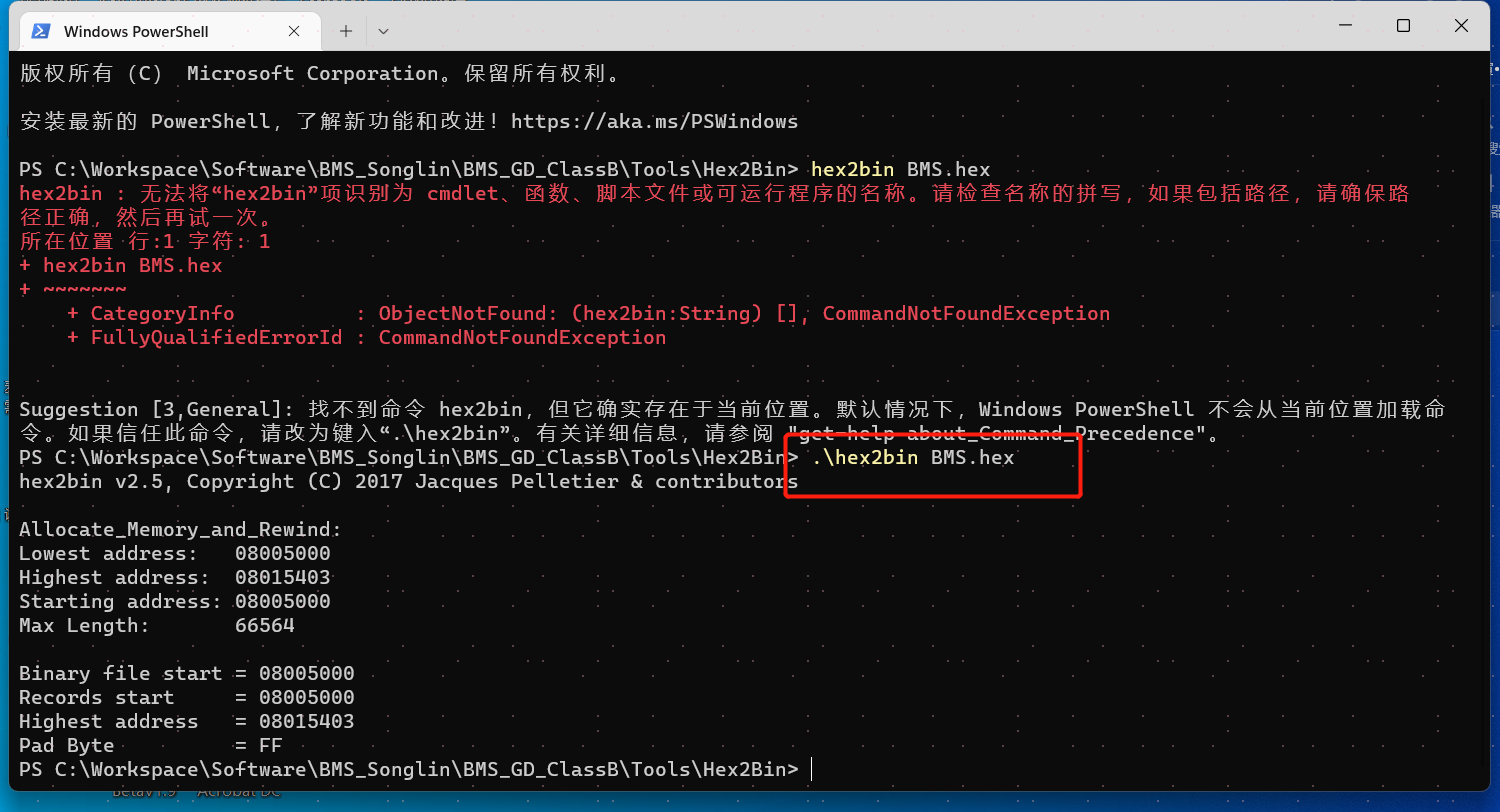 Windows PowerShell
版权所有 (C)  Microsoft Corporation。保留所有权利。
安装最新的 PowerShell，了解新功能和改进！https://aka.ms/PSWindows
PS C:\Workspace\Software\BMS_Songlin\BMS_GD_ClassB\Tools\Hex2Bin> hex2bin BMS.hex
hex2bin : 无法将“hex2bin”项识别为 cmdlet、函数、脚本文件或可运行程序的名称。请检查名称的拼写，如果包括路径，请确保路
径正确，然后再试一次。
所在位置 行:1 字符: 1
+ hex2bin BMS.hex
+ ~~~~~~~
    + CategoryInfo          : ObjectNotFound: (hex2bin:String) [], CommandNotFoundException
    + FullyQualifiedErrorId : CommandNotFoundException
Suggestion [3,General]: 找不到命令 hex2bin，但它确实存在于当前位置。默认情况下，Windows PowerShell 不会从当前位置加载命
令。如果信任此命令，请改为键入“.\hex2bin”。有关详细信息，请参阅 "get-help about_Command_Precedence"。
PS C:\Workspace\Software\BMS_Songlin\BMS_GD_ClassB\Tools\Hex2Bin> .\hex2bin BMS.hex
hex2bin v2.5, Copyright (C) 2017 Jacques Pelletier & contributors
Allocate_Memory_and_Rewind:
Lowest address:   08005000
Highest address:  08015403
Starting address: 08005000
Max Length:       66564
Binary file start = 08005000
Records start     = 08005000
Highest address   = 08015403
Pad Byte          = FF
PS C:\Workspace\Software\BMS_Songlin\BMS_GD_ClassB\Tools\Hex2Bin>